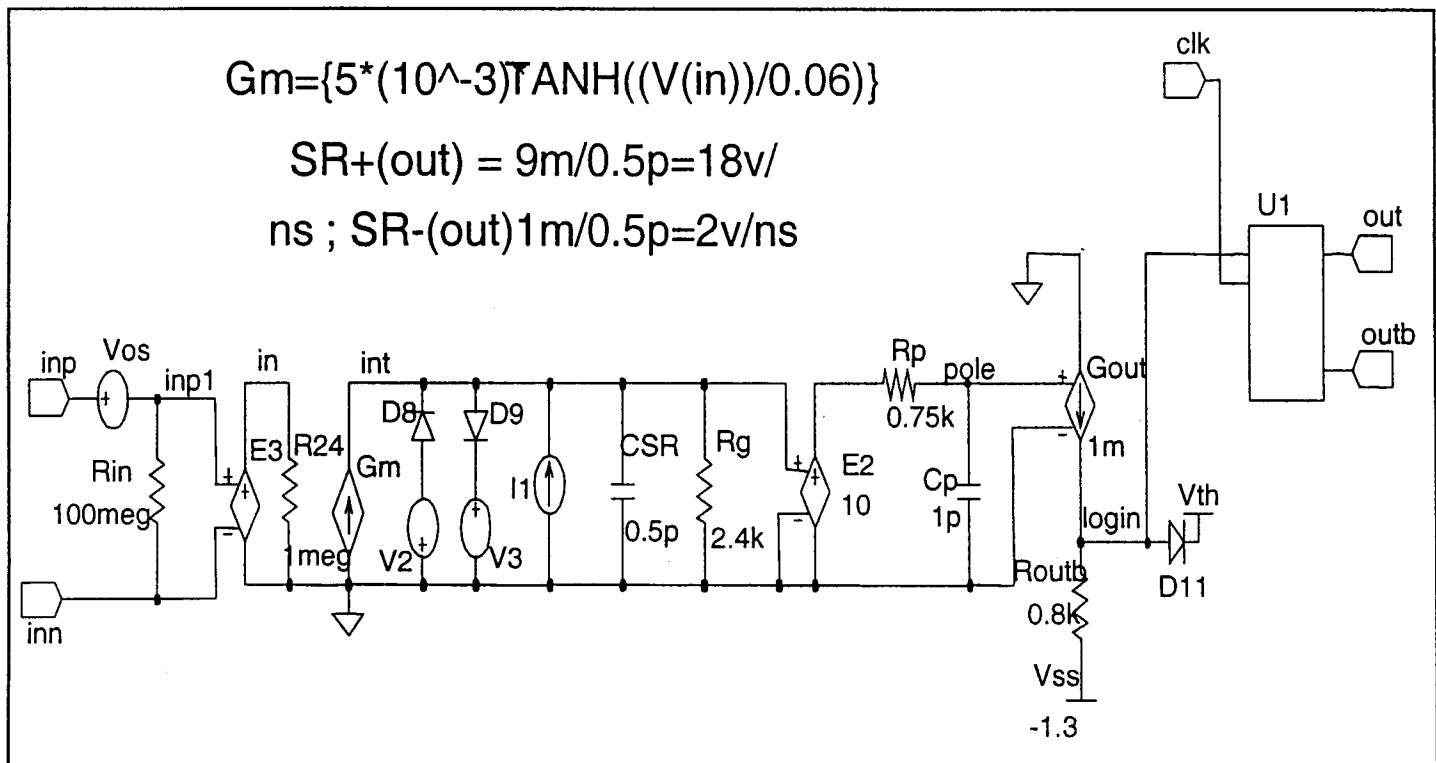 Gm={5*(10^-3)TANH((V(in))/0.06)}
SR+(out) = 9m/0.5p=18v/
ns ; SR-(out)1m/0.5p=2v/ns
clk
U1
out
outb
inp
Vos
inp1
in
int
Rp
pole
Gout
0.75k
D8
D9
E3
R24
Gm
I1
CSR
Rg
E2
10
Cp
1p
1m
Vth
login
Rin
100meg
1meg
V2
V3
0.5p
2.4k
D11
Routb
0.8k
inn
Vss
-1.3
+
-
+
+
+
+
+
-
+
+
-